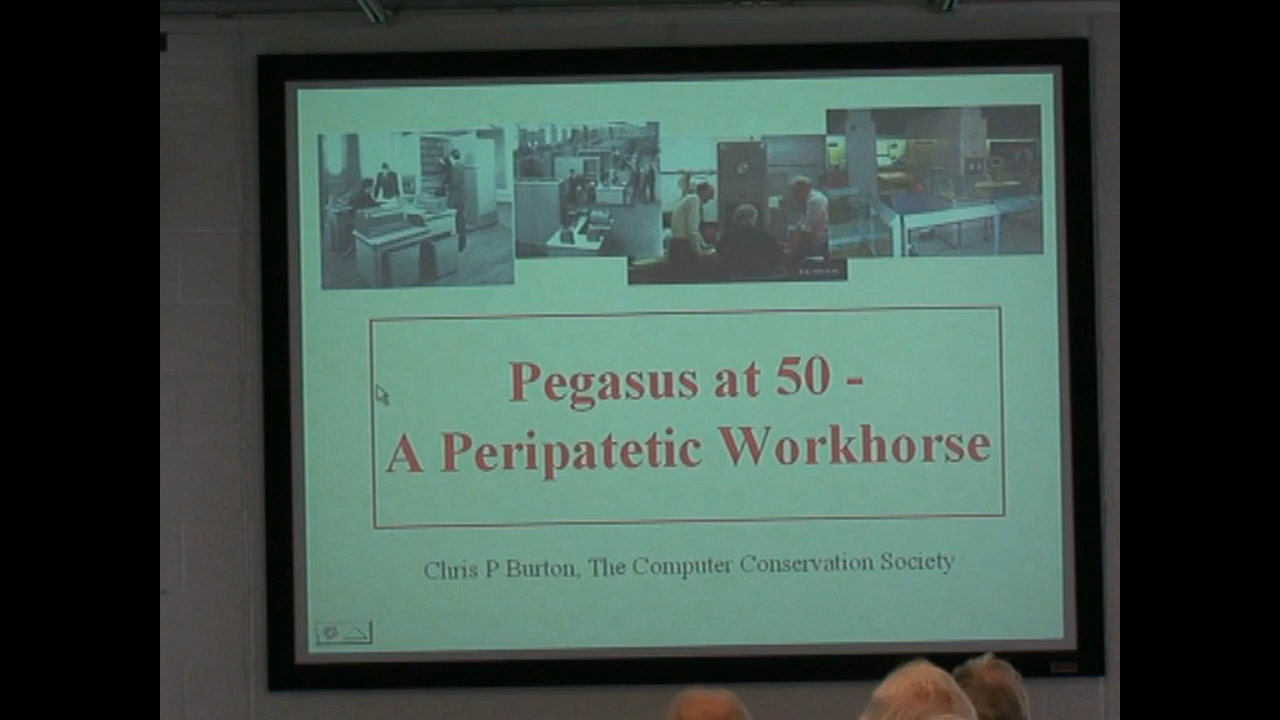 Pegasus at 50 -
A Peripatetic Workhorse
Chris P Burton, The Computer Conservation Society